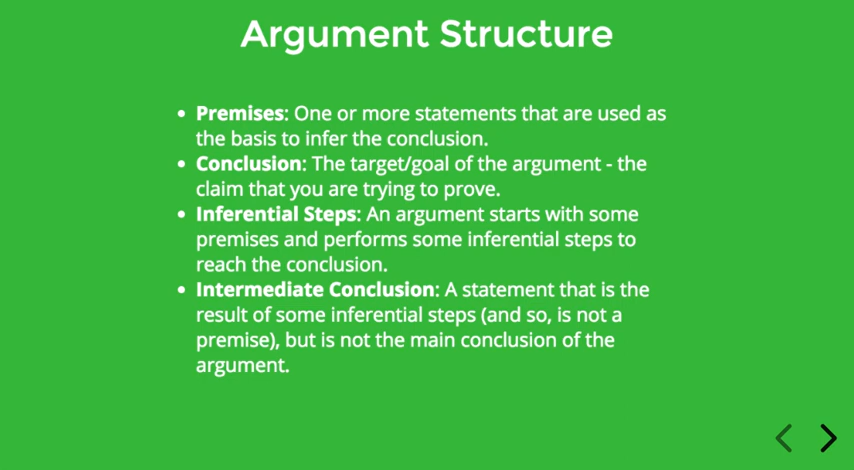 Argument Structure
• Premises: One or more statements that are used as
the basis to infer the conclusion.
• Conclusion: The target/goal of the argument - the
claim that you are trying to prove.
• Inferential Steps: An argument starts with some
premises and performs some inferential steps to
reach the conclusion.
• Intermediate Conclusion: A statement that is the
result of some inferential steps (and so, is not a
premise), but is not the main conclusion of the
argument.